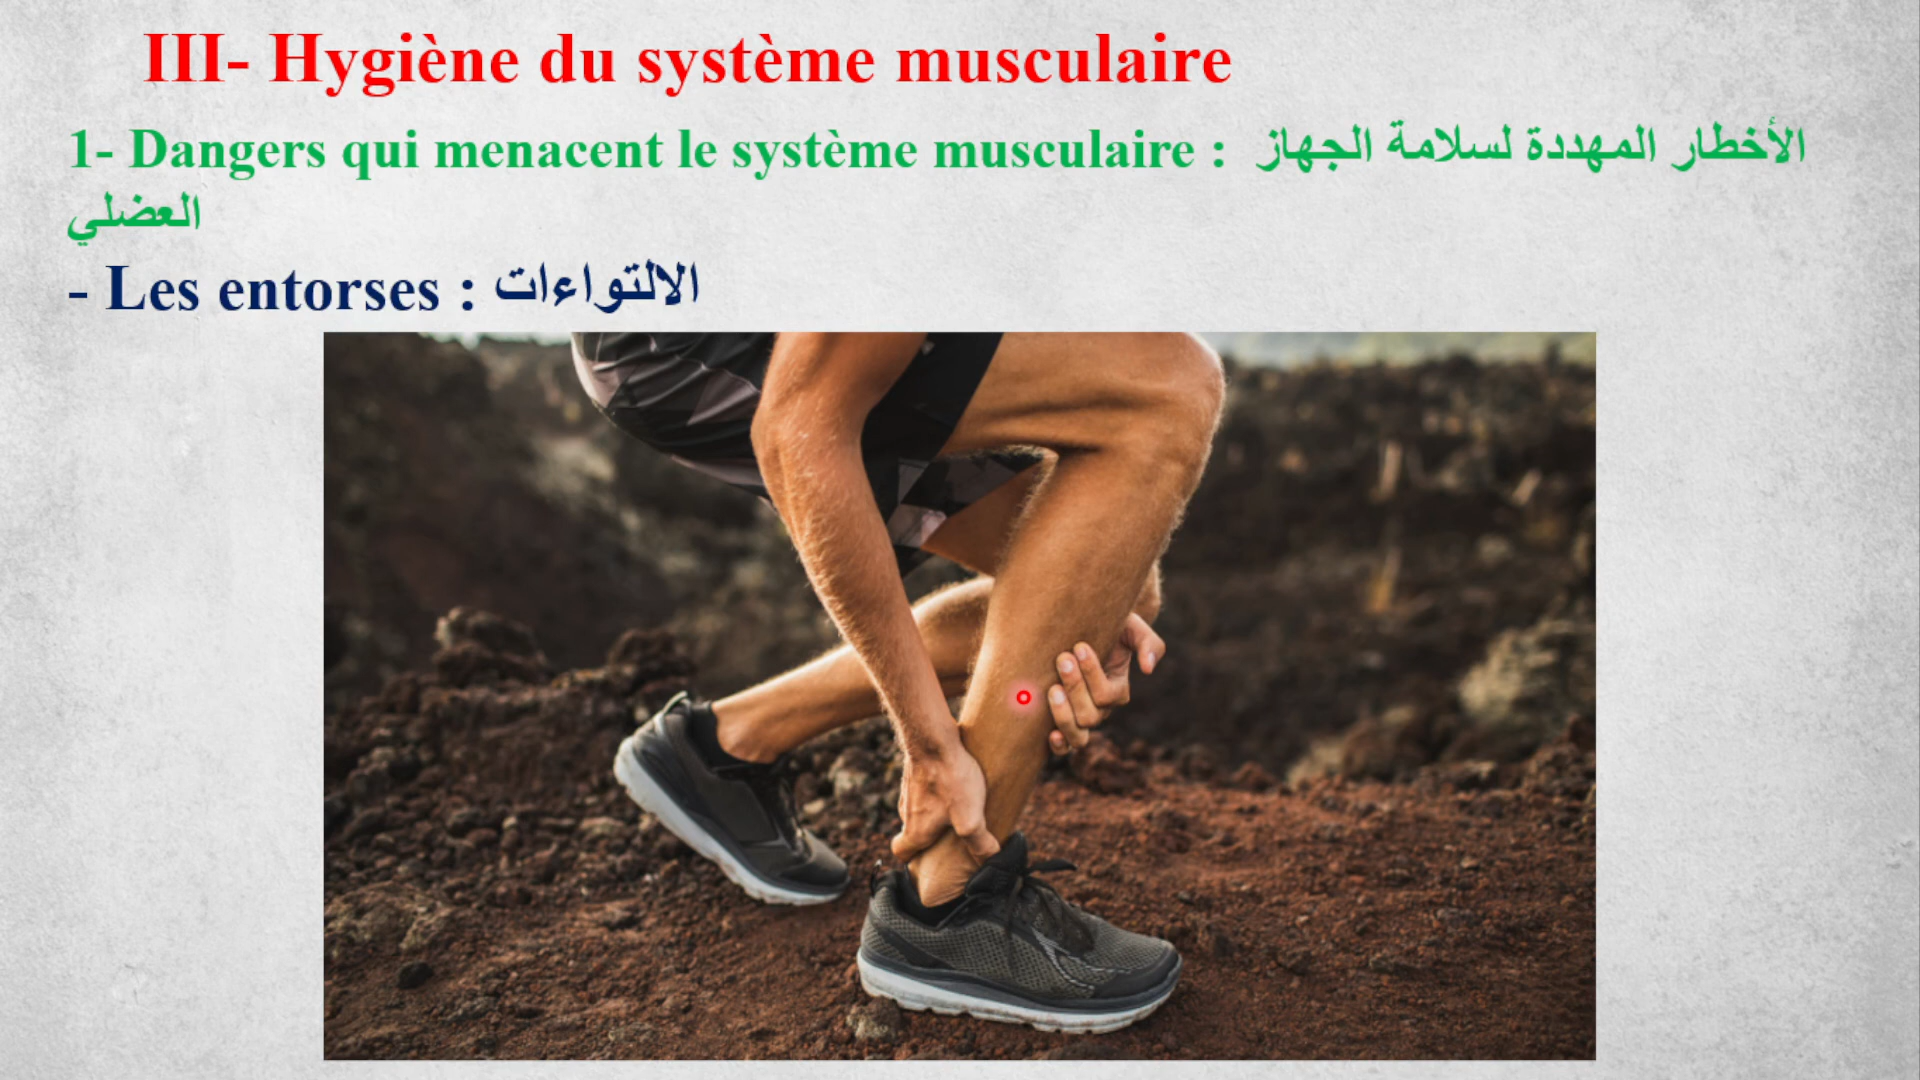 III- Hygiène du système musculaire
1- Dangers qui menacent le système musculaire : الأخطار المهددة لسلامة الجهاز
العضلي
- Les entorses : الالتواءات